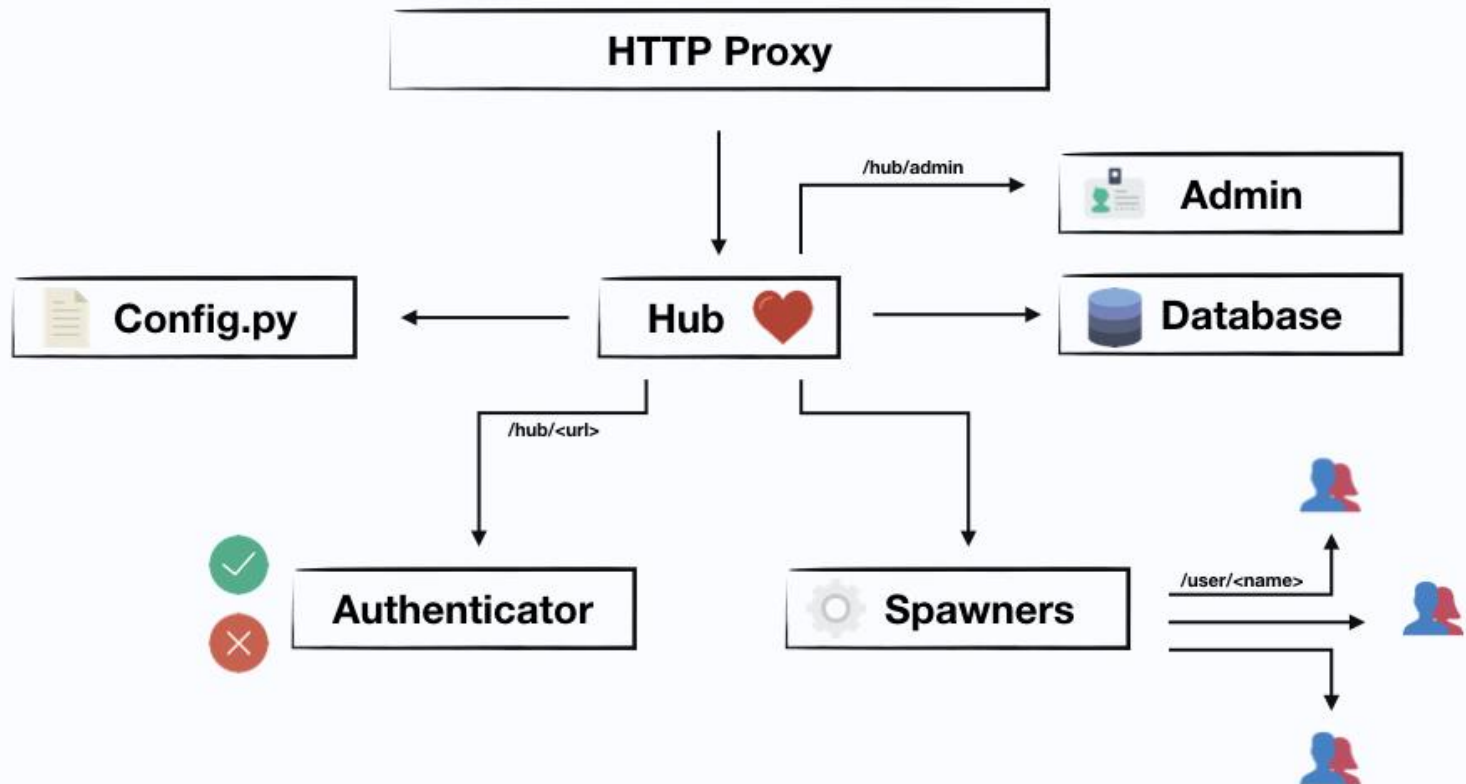 HTTP Proxy
/hub/admin
Admin
Config.py
Hub
Database
/hub/<url>
/user/<name>
Authenticator
Spawners